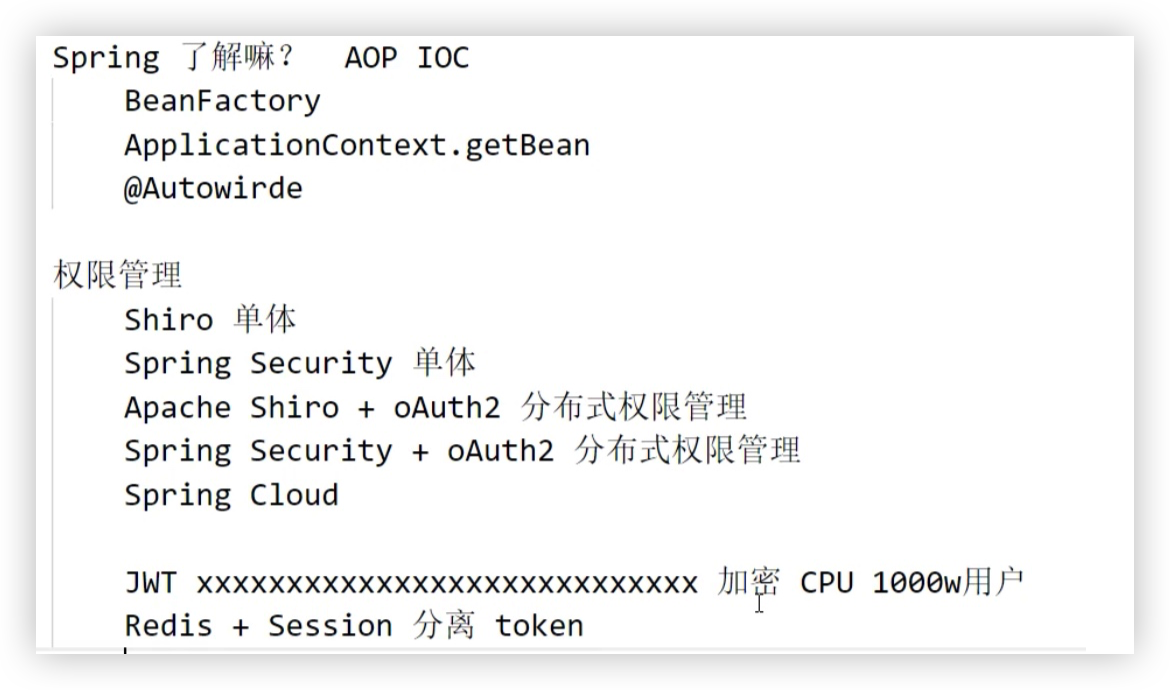 Spring 了解嘛？ AOP IOC
BeanFactory
ApplicationContext.getBean
@Autowirde
权限管理
Shiro 单体
Spring Security 单体
Apache Shiro + oAuth2 分布式权限管理
Spring Security + oAuth2 分布式权限管理
Spring Cloud
JWT xxxxxxxxxxxxxxxxxxxxxxxxxxxx 加密 CPU 1000w用户
Redis + Session 分离 token